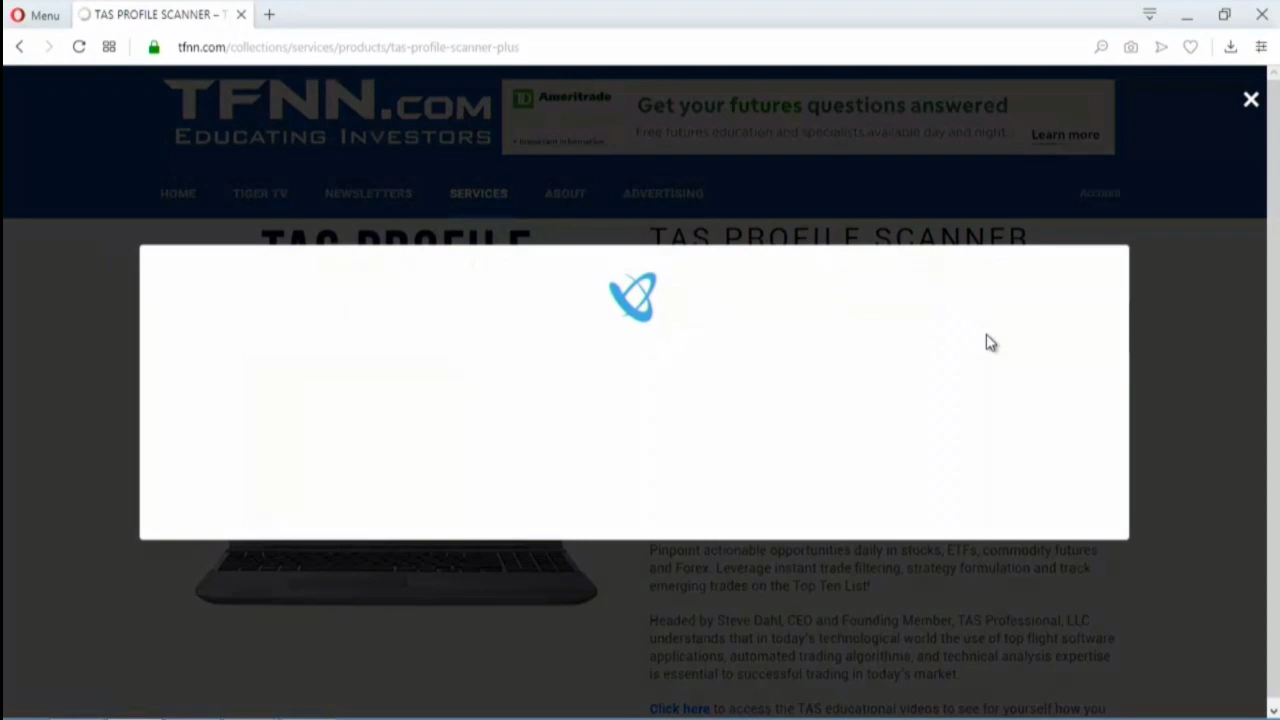 Menu
TAS PROFILE SCANNER – T
tfnn.com/collections/services/products/tas-profile-scanner-plus
TFNN.COM
EDUCATING INVESTORS
Ameritrade
Get your futures questions answered
Free futures education and specialists available day and night.
Learn more
+ Important Information
HOME
TIGER TV
NEWSLETTERS
SERVICES
ABOUT
ADVERTISING
Account
TAS PROFILE
TAS PROFILE SCANNER
Pinpoint actionable opportunities daily in stocks, ETFs, commodity futures
and Forex. Leverage instant trade filtering, strategy formulation and track
emerging trades on the Top Ten List!
Headed by Steve Dahl, CEO and Founding Member, TAS Professional, LLC
understands that in today's technological world the use of top flight software
applications, automated trading algorithms, and technical analysis expertise
is essential to successful trading in today's market.
Click here to access the TAS educational videos to see for yourself how you